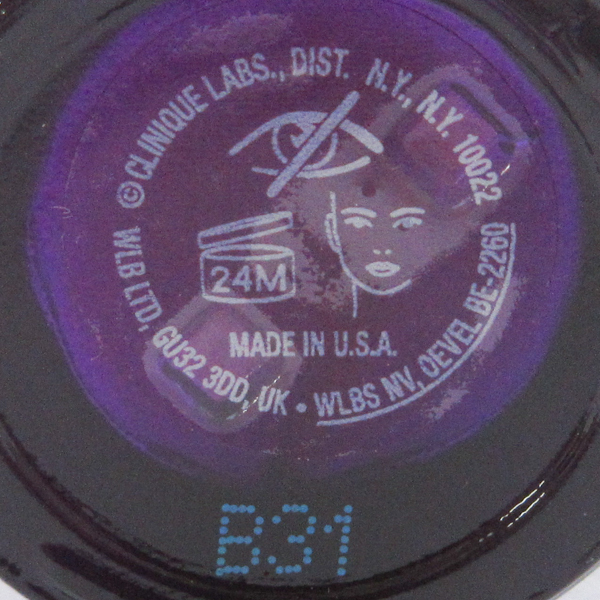 © CLINIQUE LABS., DIST. N.Y., N.Y. 10022
WLB LTD, GU32 3DD, UK • WLBS NV, OEVEL BE-2260
24M
MADE IN U.S.A.
B31